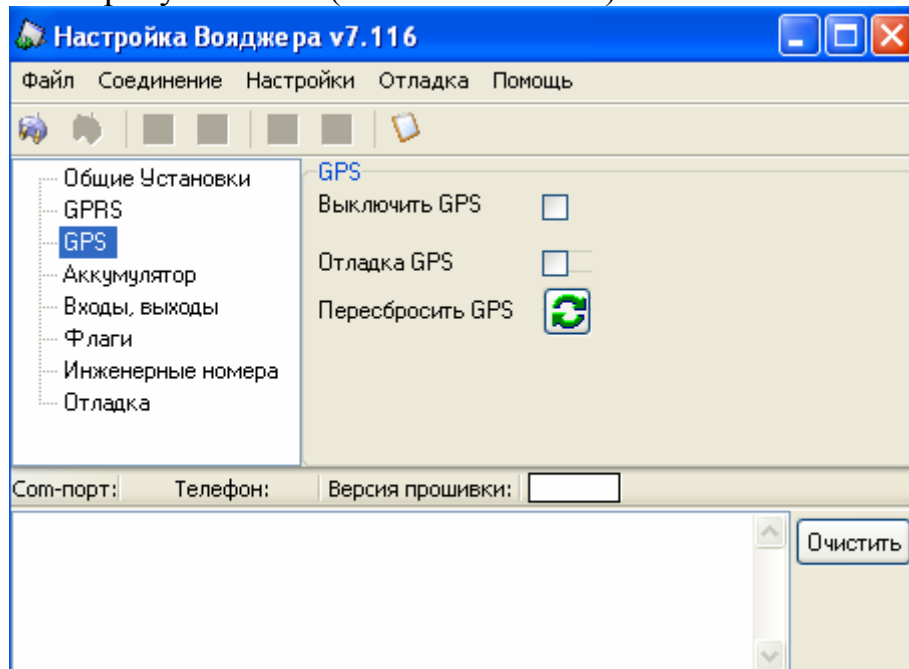 Настройка Вояджера v7.116
Файл Соединение Настройки Отладка Помощь
Общие Установки
GPRS
GPS
Аккумулятор
Входы, выходы
Флаги
Инженерные номера
Отладка
GPS
Выключить GPS
Отладка GPS
Пересбросить GPS
Com-порт: Телефон: Версия прошивки:
Очистить